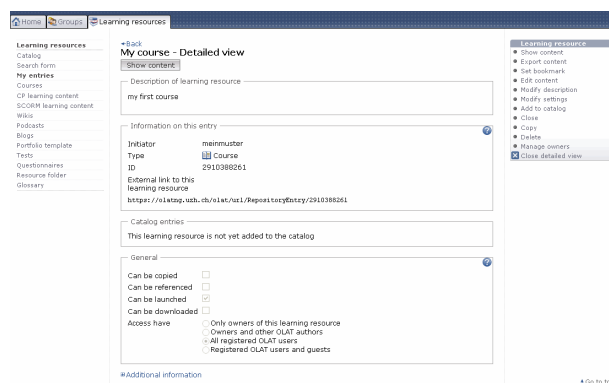 Home Groups Learning resources
Learning resources
Catalog
Search form
My entries
Courses
CP learning content
SCORM learning content
Wikis
Podcasts
Blogs
Portfolio template
Tests
Questionnaires
Resource folder
Glossary
Back
My course - Detailed view
Show content
Description of learning resource
my first course
Information on this entry
Initiator meinmuster
Type Course
ID 2910388261
External link to this
learning resource
https://olatng.uzh.ch/olat/url/RepositoryEntry/2910388261
Catalog entries
This learning resource is not yet added to the catalog
General
Can be copied
Can be referenced
Can be launched
Can be downloaded
Access have Only owners of this learning resource
Owners and other OLAT authors
All registered OLAT users
Registered OLAT users and guests
Additional information
Learning resource
Show content
Export content
Set bookmark
Edit content
Modify description
Modify settings
Add to catalog
Close
Copy
Delete
Manage owners
Close detailed view
Go to